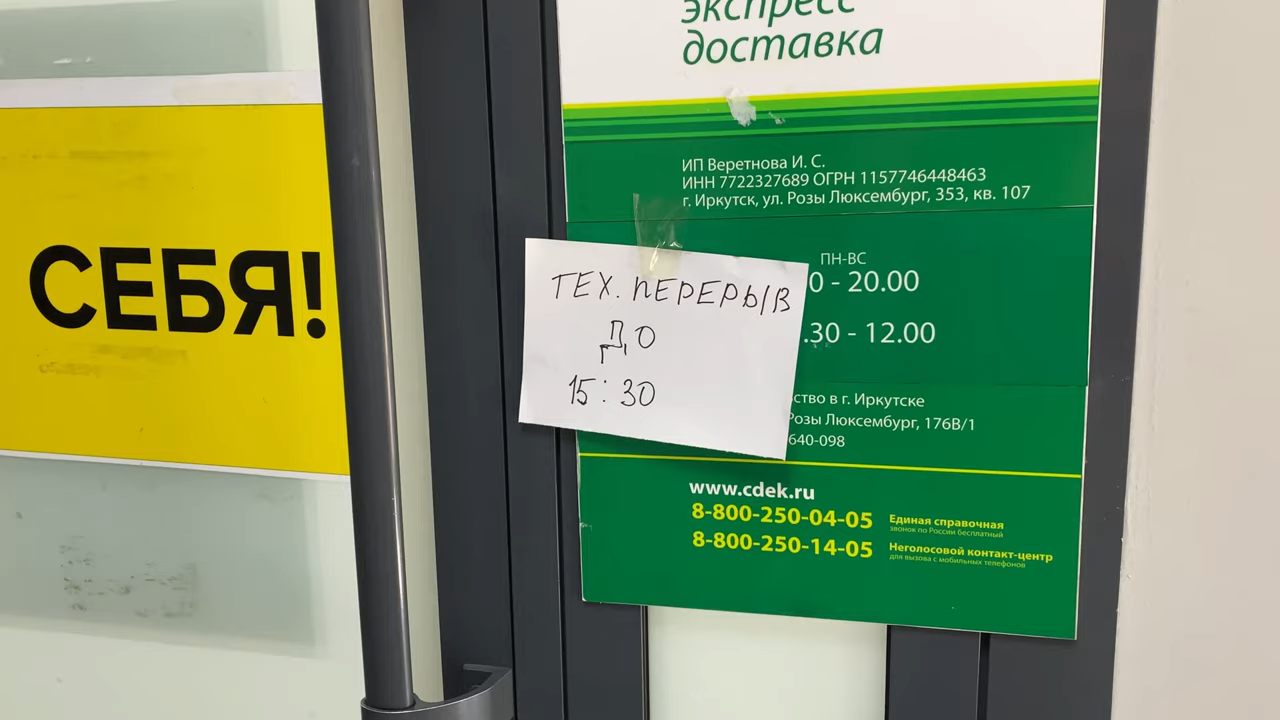 СЕБЯ!
экспресс
доставка
ИП Веретнова И. С.
ИНН 7722327689 ОГРН 1157746448463
г. Иркутск, ул. Розы Люксембург, 353, кв. 107
ПН-ВС
0 - 20.00
.30 - 12.00
ТЕХ. ПЕРЕРЫВ
ДО
15:30
ство в г. Иркутске
Розы Люксембург, 176В/1
640-098
www.cdek.ru
8-800-250-04-05 Единая справочная
звонок по России бесплатный
8-800-250-14-05 Неголосовой контакт-центр
для вызова с мобильных телефонов